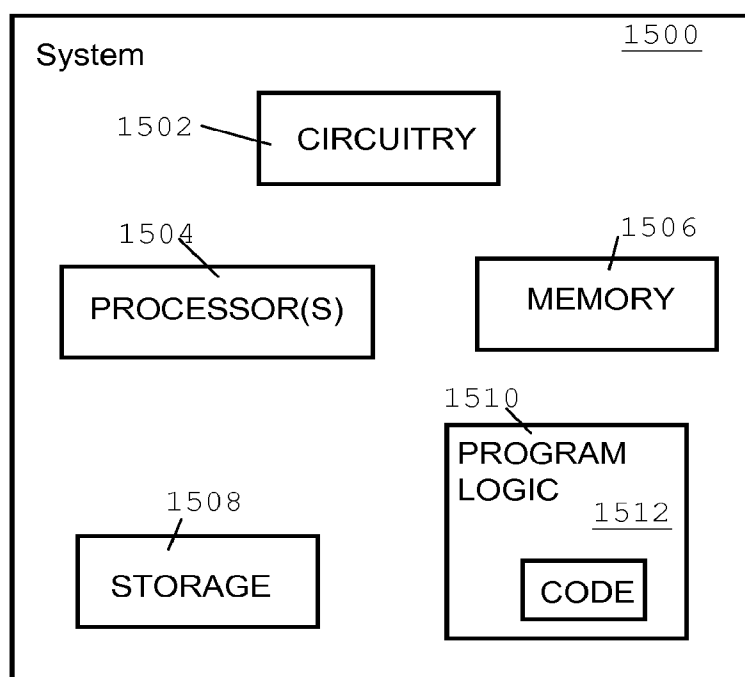 System
1500
1502
CIRCUITRY
1504
PROCESSOR(S)
1506
MEMORY
1510
PROGRAM
LOGIC
1512
CODE
1508
STORAGE